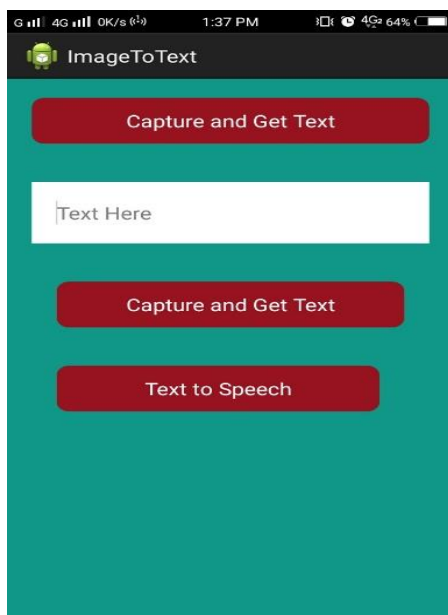 G 4G 0K/s 1:37 PM 4G2 64%
ImageToText
Capture and Get Text
Text Here
Capture and Get Text
Text to Speech